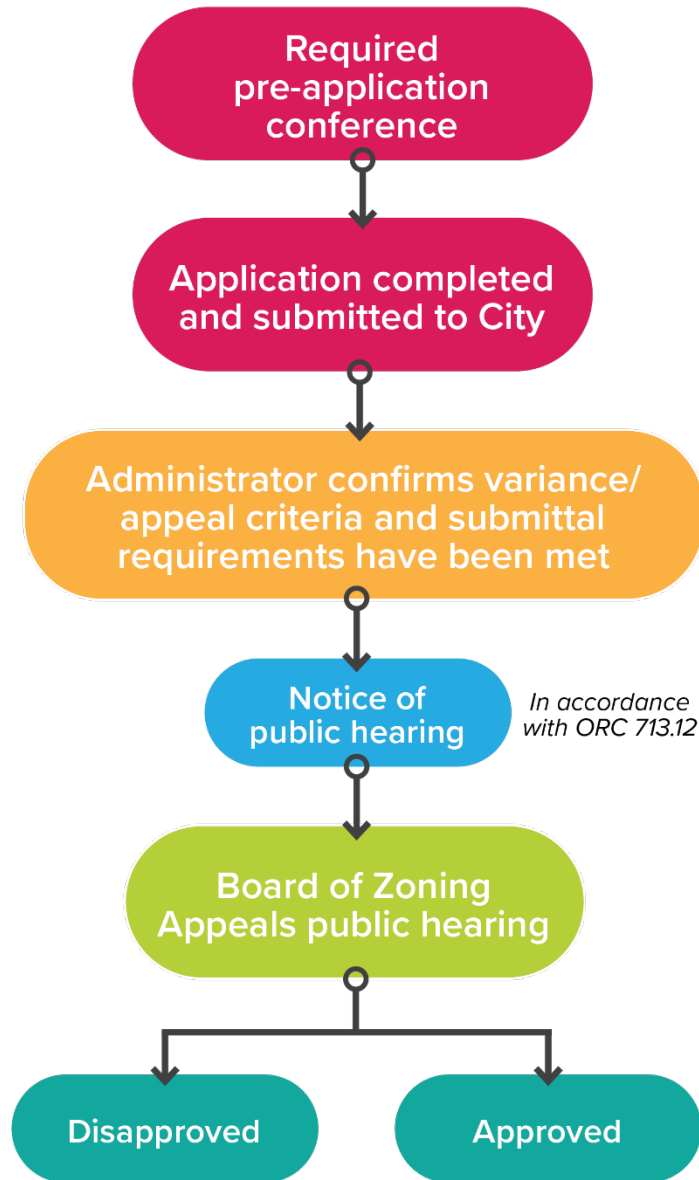 Required
pre-application
conference
Application completed
and submitted to City
Administrator confirms variance/
appeal criteria and submittal
requirements have been met
Notice of
public hearing
In accordance
with ORC 713.12
Board of Zoning
Appeals public hearing
Disapproved
Approved